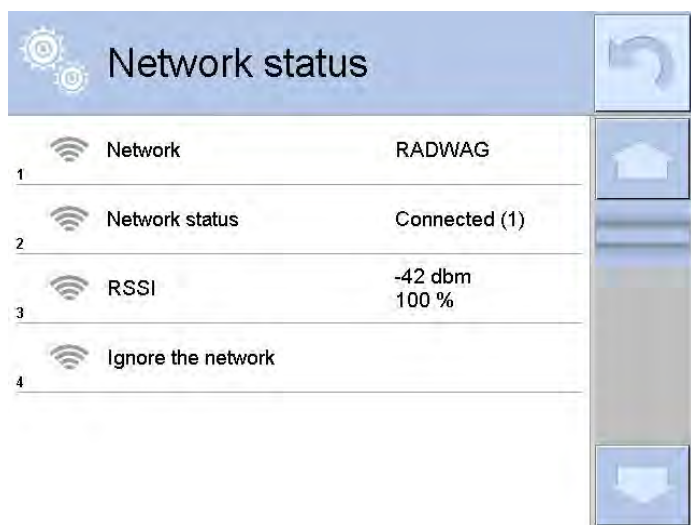 Network status
1 Network RADWAG
2 Network status Connected (1)
3 RSSI -42 dbm
100 %
4 Ignore the network